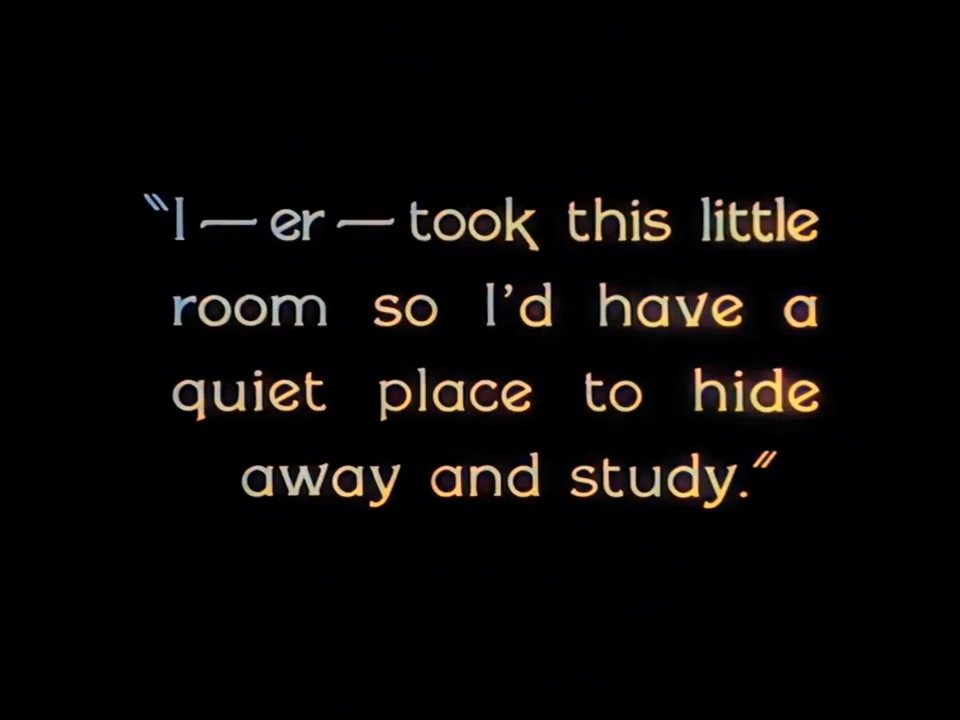 "I — er — took this little
room so I'd have a
quiet place to hide
away and study."